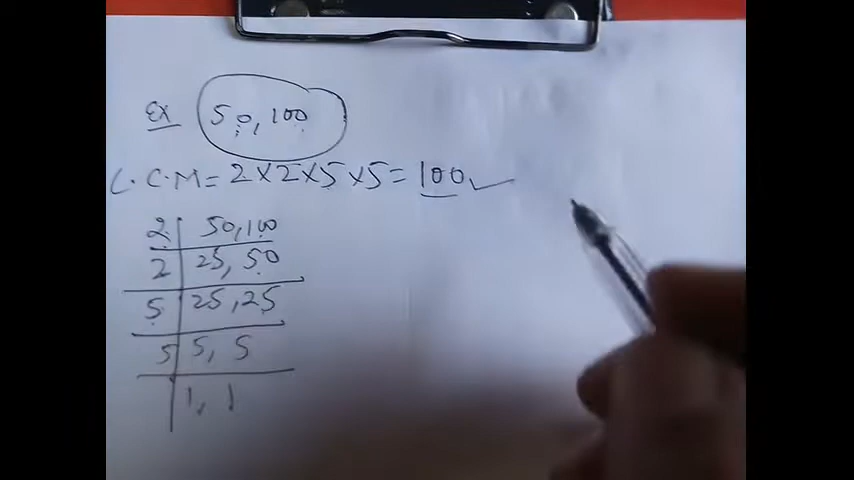 Ex 50,100
L.C.M = 2×2×5×5 = 100 ✓
2 | 50,100
2 | 25, 50
5 | 25,25
5 | 5, 5
| 1, 1